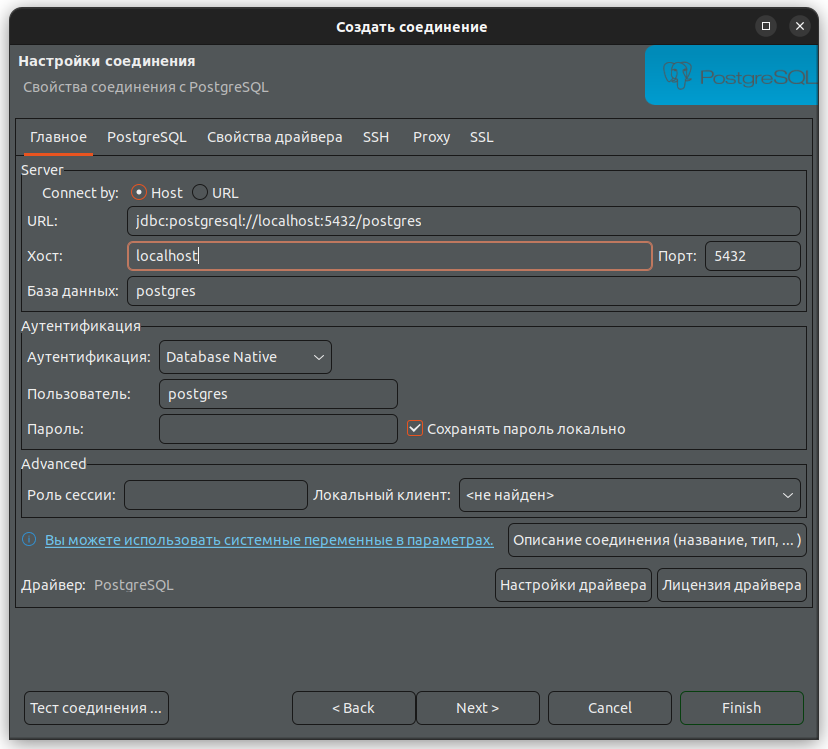 Создать соединение
Настройки соединения
Свойства соединения с PostgreSQL
PostgreSQL
Главное PostgreSQL Свойства драйвера SSH Proxy SSL
Server
Connect by: Host URL
URL: jdbc:postgresql://localhost:5432/postgres
Хост: localhost Порт: 5432
База данных: postgres
Аутентификация
Аутентификация: Database Native
Пользователь: postgres
Пароль: Сохранять пароль локально
Advanced
Роль сессии: Локальный клиент: <не найден>
Вы можете использовать системные переменные в параметрах. Описание соединения (название, тип, ... )
Драйвер: PostgreSQL Настройки драйвера Лицензия драйвера
Тест соединения ... < Back Next > Cancel Finish